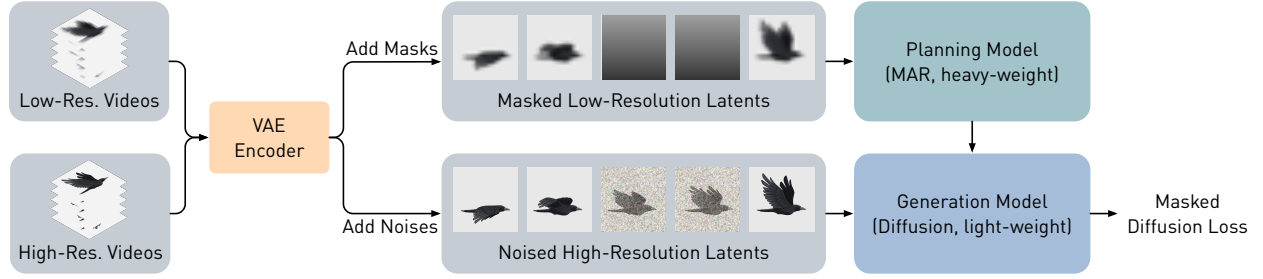 Low-Res. Videos
High-Res. Videos
VAE
Encoder
Add Masks
Add Noises
Masked Low-Resolution Latents
Noised High-Resolution Latents
Planning Model
(MAR, heavy-weight)
Generation Model
(Diffusion, light-weight)
Masked
Diffusion Loss